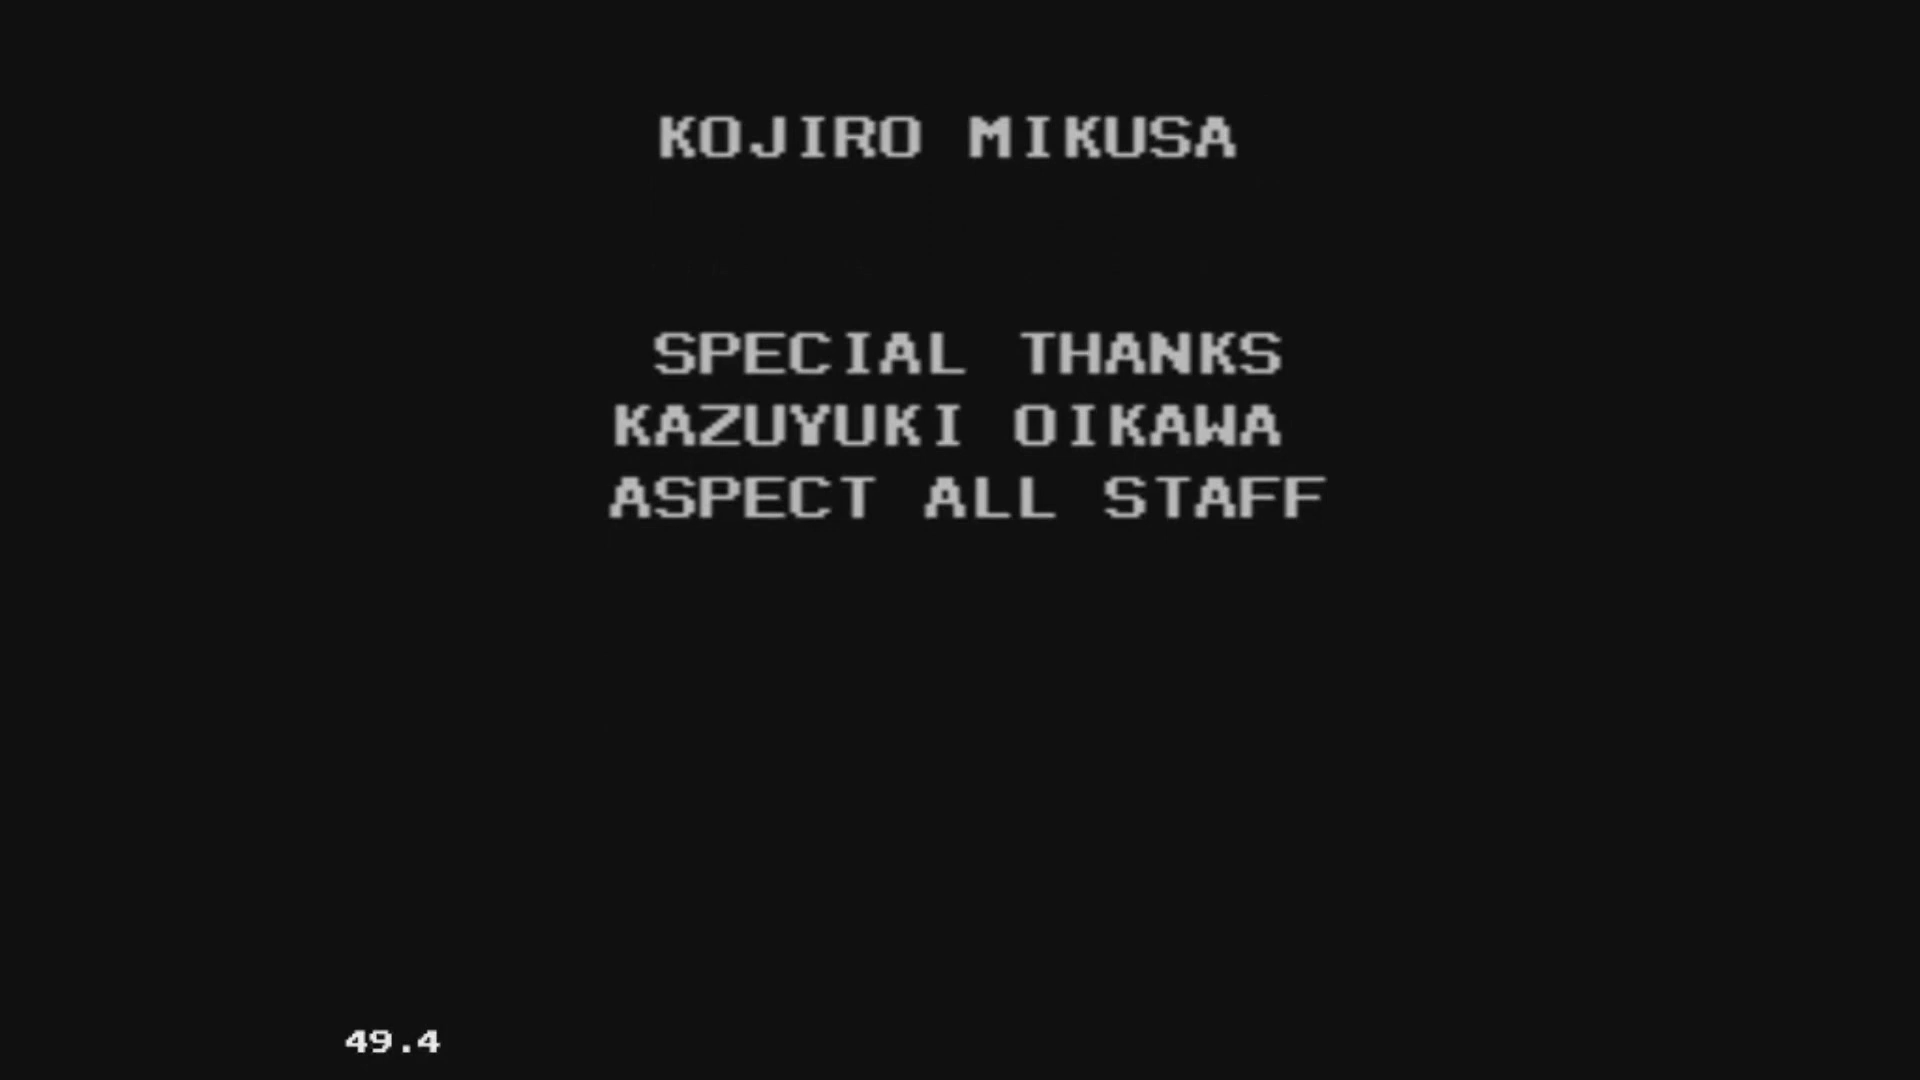 KOJIRO MIKUSA
SPECIAL THANKS
KAZUYUKI OIKAWA
ASPECT ALL STAFF
49.4